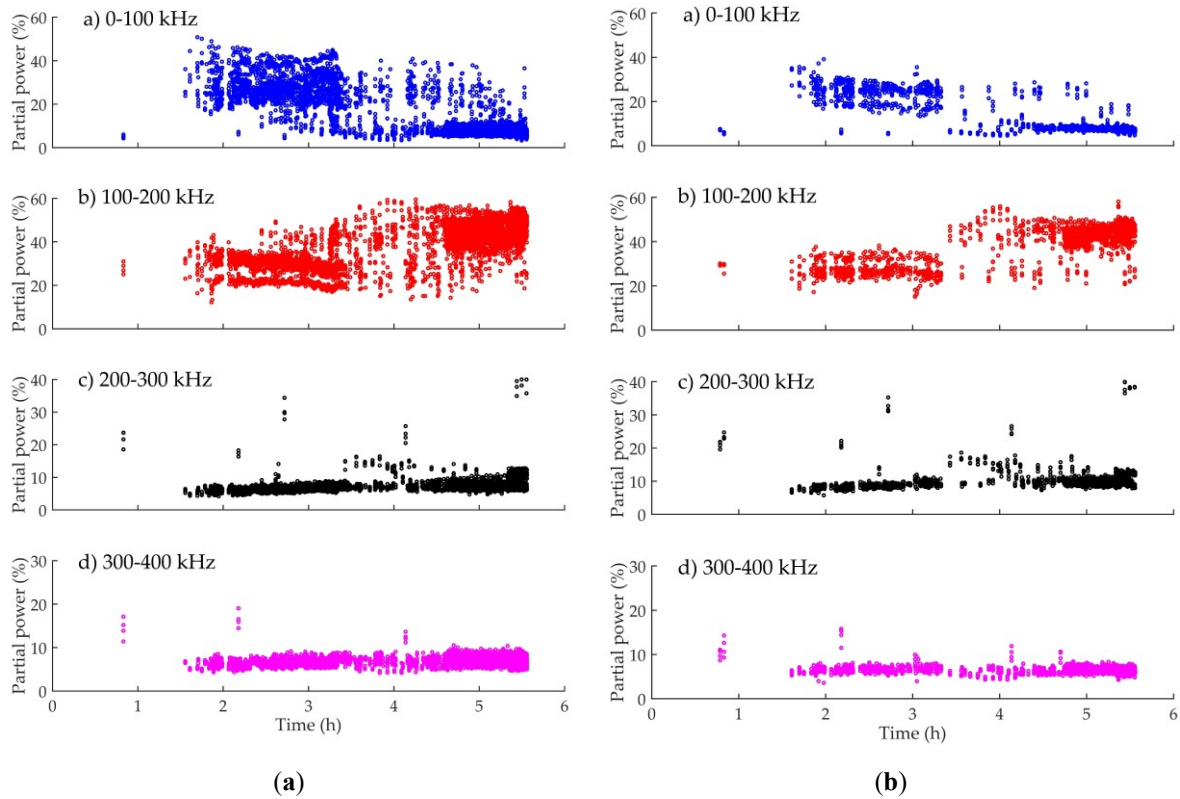 a) 0-100 kHz
Partial power (%)
60
40
20
0
b) 100-200 kHz
Partial power (%)
60
40
20
0
c) 200-300 kHz
Partial power (%)
40
30
20
10
0
d) 300-400 kHz
Partial power (%)
30
20
10
0
0 1 2 3 4 5 6
Time (h)
(a)
a) 0-100 kHz
Partial power (%)
60
40
20
0
b) 100-200 kHz
Partial power (%)
60
40
20
0
c) 200-300 kHz
Partial power (%)
40
30
20
10
0
d) 300-400 kHz
Partial power (%)
30
20
10
0
0 1 2 3 4 5 6
Time (h)
(b)